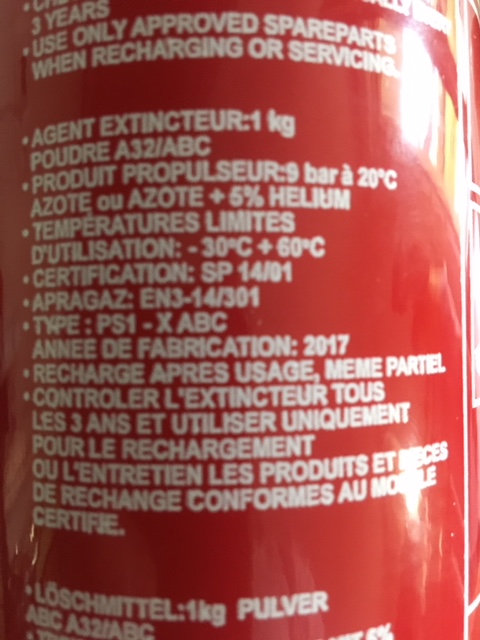 3 YEARS
• USE ONLY APPROVED SPAREPARTS
WHEN RECHARGING OR SERVICING.
• AGENT EXTINCTEUR:1 kg
POUDRE A32/ABC
• PRODUIT PROPULSEUR:9 bar à 20°C
AZOTE ou AZOTE + 5% HELIUM
• TEMPÉRATURES LIMITES
D'UTILISATION: - 30°C + 60°C
• CERTIFICATION: SP 14/01
• APRAGAZ: EN3-14/301
• TYPE : PS1 - X ABC
ANNEE DE FABRICATION: 2017
• RECHARGE APRES USAGE, MEME PARTIEL
• CONTROLER L'EXTINCTEUR TOUS
LES 3 ANS ET UTILISER UNIQUEMENT
POUR LE RECHARGEMENT
OU L'ENTRETIEN LES PRODUITS ET PIECES
DE RECHANGE CONFORMES AU MODELE
CERTIFIE.
• LÖSCHMITTEL:1kg PULVER
ABC A32/ABC